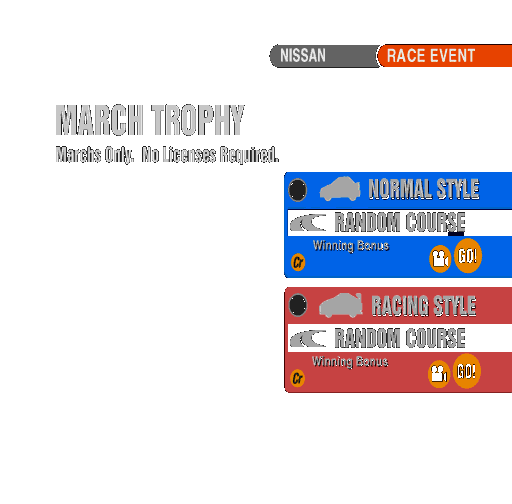 NISSAN RACE EVENT
MARCH TROPHY
Marchs Only. No Licenses Required.
NORMAL STYLE
RANDOM COURSE
Winning Bonus
Cr GO!
RACING STYLE
RANDOM COURSE
Winning Bonus
Cr GO!